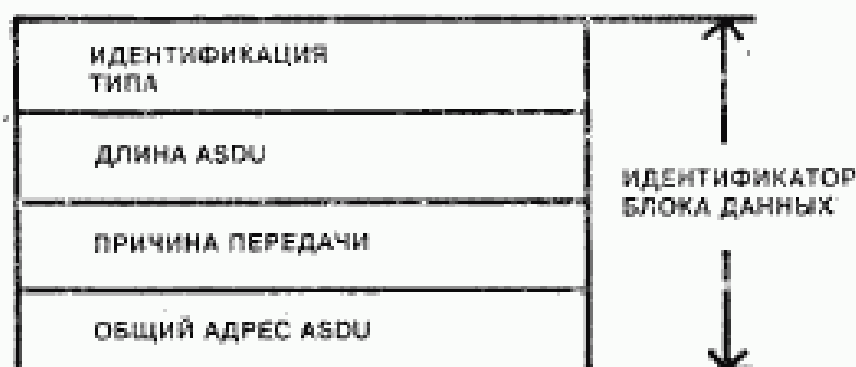 ИДЕНТИФИКАЦИЯ
ТИПА
ДЛИНА ASDU
ИДЕНТИФИКАТОР
БЛОКА ДАННЫХ
ПРИЧИНА ПЕРЕДАЧИ
ОБЩИЙ АДРЕС ASDU